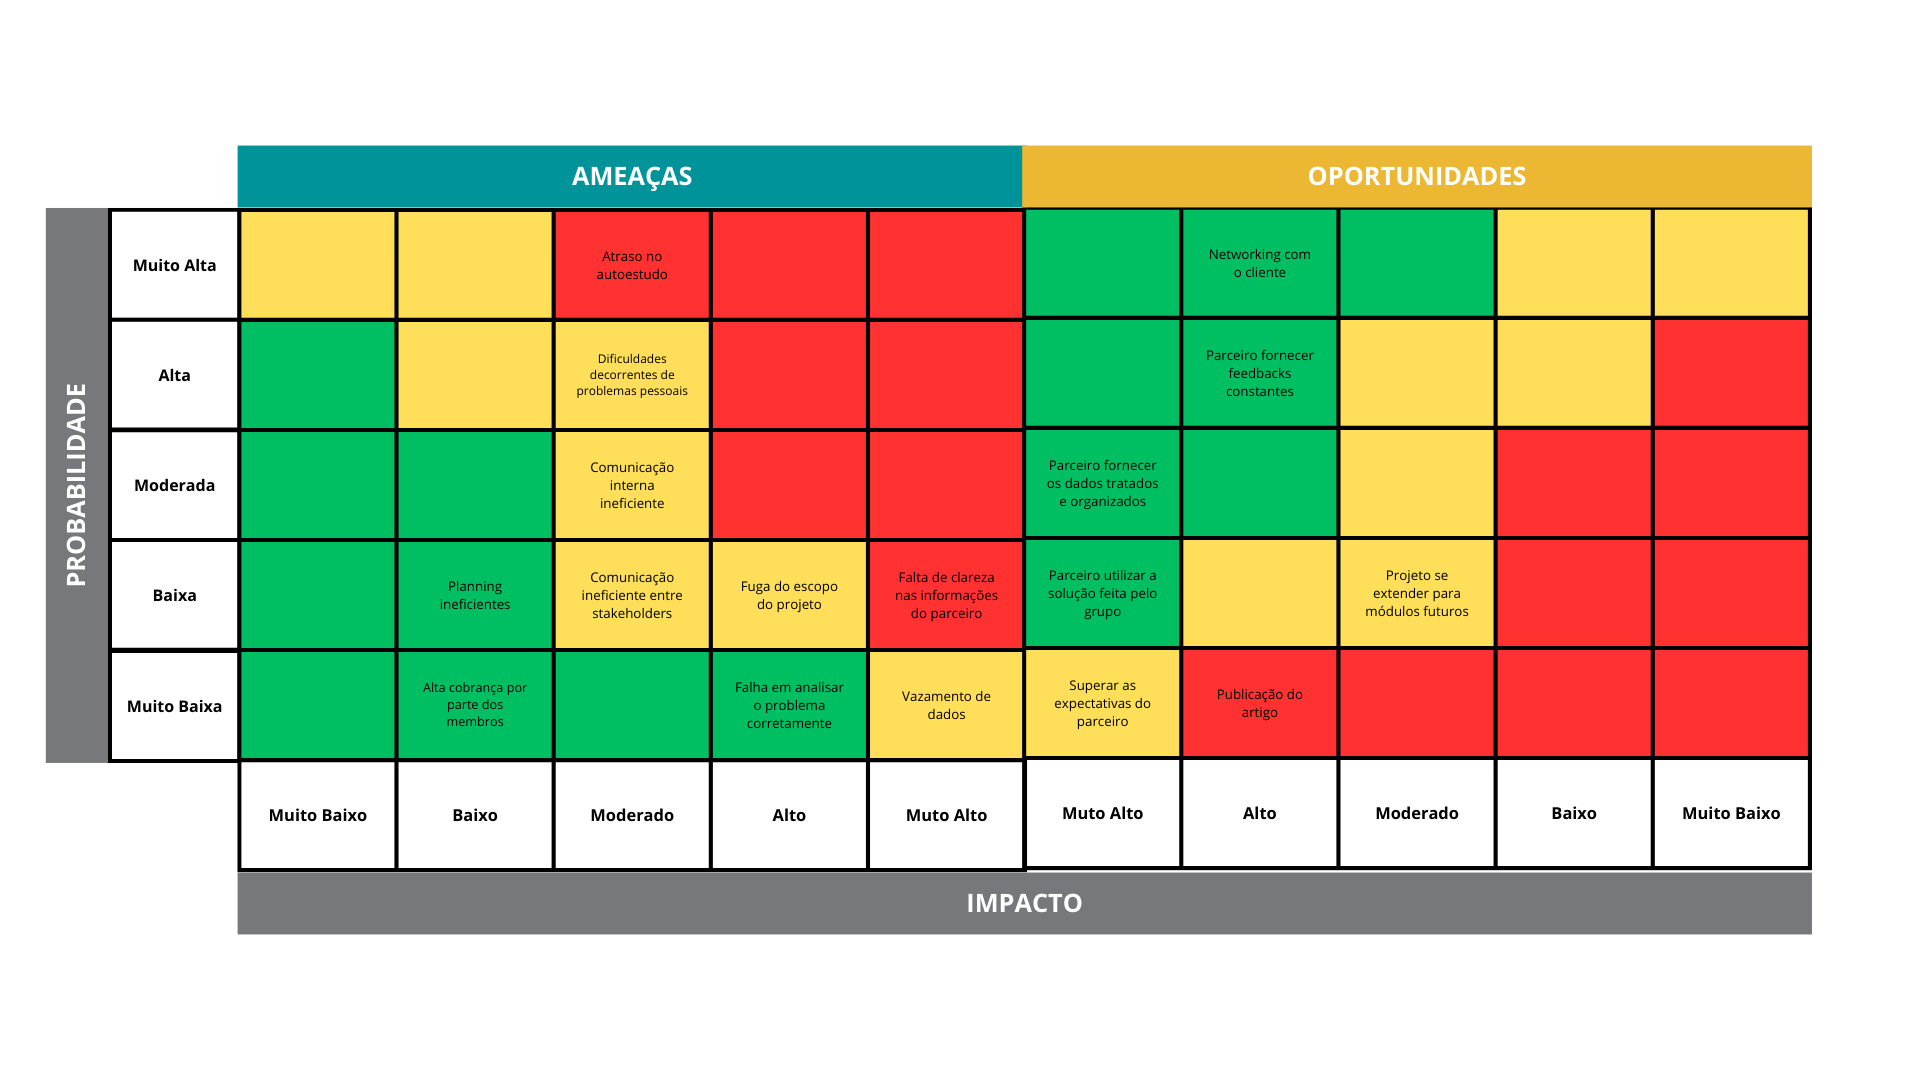 AMEAÇAS
OPORTUNIDADES
PROBABILIDADE
Muito Alta
Atraso no
autoestudo
Networking com
o cliente
Alta
Dificuldades
decorrentes de
problemas pessoais
Parceiro fornecer
feedbacks
constantes
Moderada
Comunicação
interna
ineficiente
Parceiro fornecer
os dados tratados
e organizados
Baixa
Planning
ineficientes
Comunicação
ineficiente entre
stakeholders
Fuga do escopo
do projeto
Falta de clareza
nas informações
do parceiro
Parceiro utilizar a
solução feita pelo
grupo
Projeto se
extender para
módulos futuros
Muito Baixa
Alta cobrança por
parte dos
membros
Falha em analisar
o problema
corretamente
Vazamento de
dados
Superar as
expectativas do
parceiro
Publicação do
artigo
Muito Baixo
Baixo
Moderado
Alto
Muto Alto
Muto Alto
Alto
Moderado
Baixo
Muito Baixo
IMPACTO